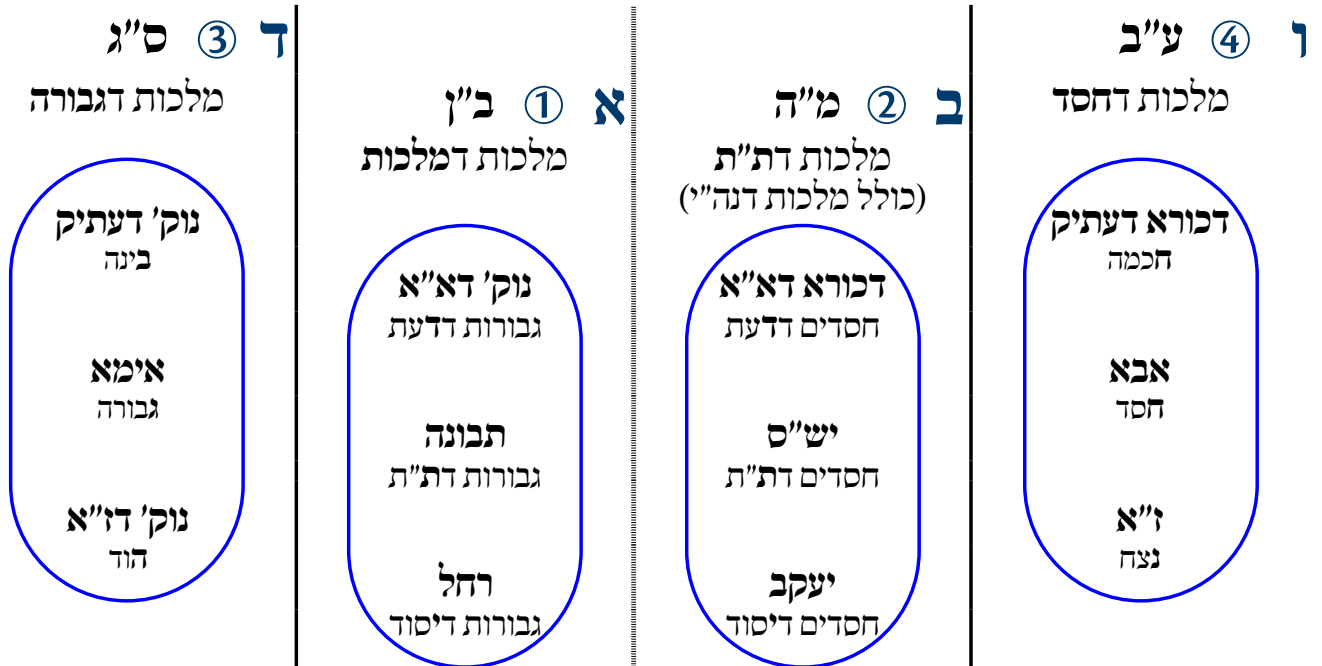 ו ④ ע״ב
מלכות דחסד
דכורא דעתיק
חכמה
אבא
חסד
ז״א
נצח
ב ② מ״ה
מלכות דת״ת
(כולל מלכות דנה״י)
דכורא דא״א
חסדים דדעת
יש״ס
חסדים דת״ת
יעקב
חסדים דיסוד
א ① ב״ן
מלכות דמלכות
נוק׳ דא״א
גבורות דדעת
תבונה
גבורות דת״ת
רחל
גבורות דיסוד
ד ③ ס״ג
מלכות דגבורה
נוק׳ דעתיק
בינה
אימא
גבורה
נוק׳ דז״א
הוד